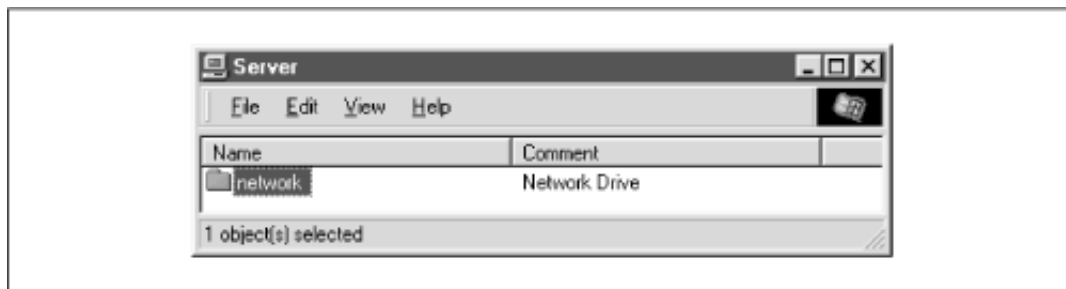 Server
File Edit View Help
Name Comment
network Network Drive
1 object(s) selected